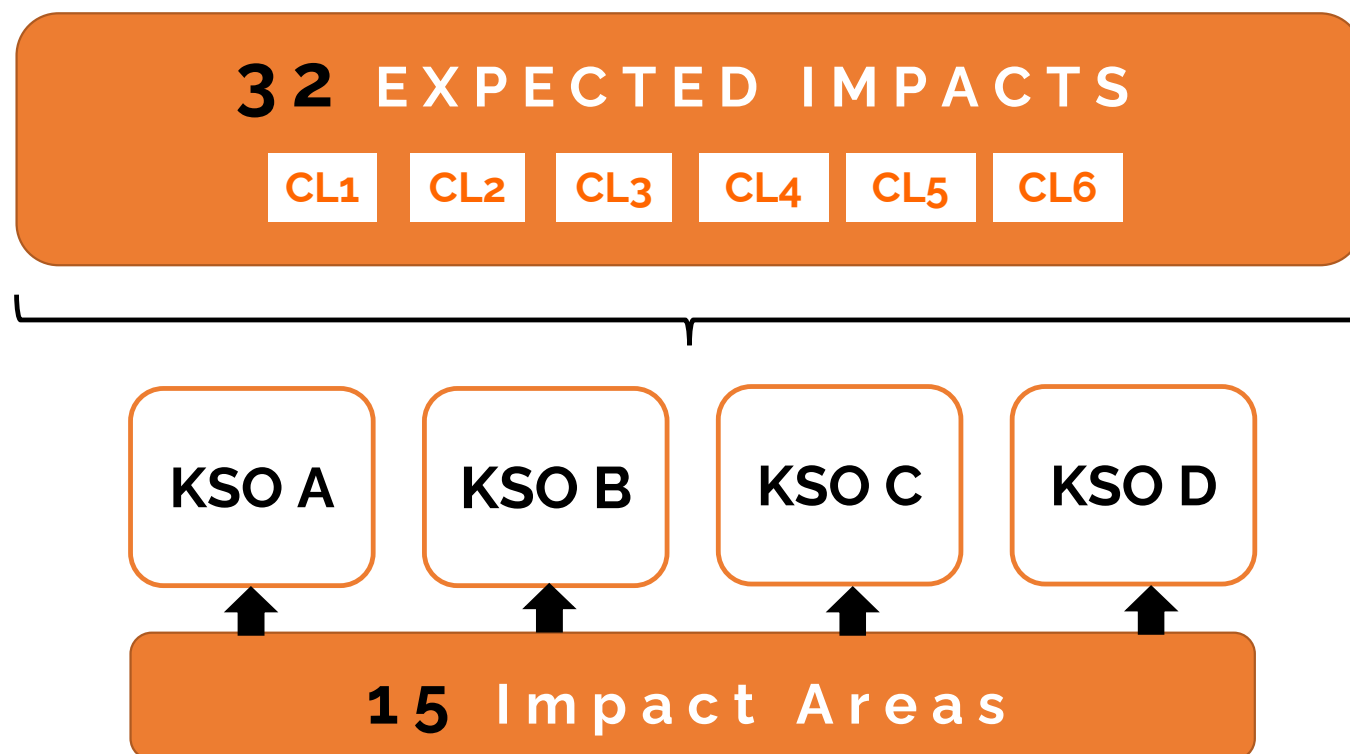 32 EXPECTED IMPACTS
CL1 CL2 CL3 CL4 CL5 CL6
KSO A KSO B KSO C KSO D
15 Impact Areas